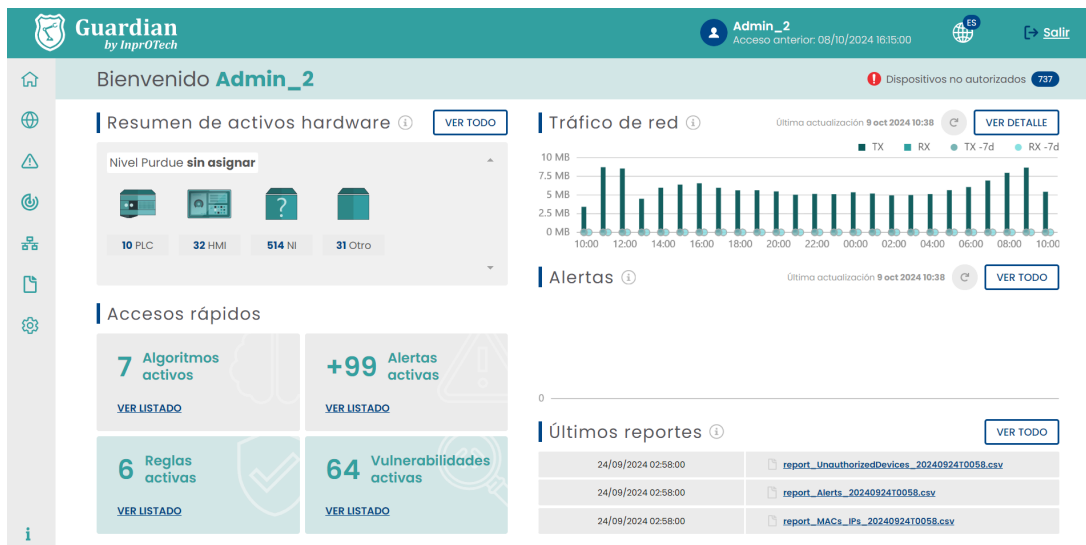 Guardian
by InprOTech
Admin_2
Acceso anterior: 08/10/2024 16:15:00
ES
Salir
Bienvenido Admin_2
Dispositivos no autorizados 737
Resumen de activos hardware
VER TODO
Nivel Purdue sin asignar
?
10 PLC
32 HMI
514 NI
31 Otro
Accesos rápidos
7 Algoritmos activos
VER LISTADO
+99 Alertas activas
VER LISTADO
6 Reglas activas
VER LISTADO
64 Vulnerabilidades activas
VER LISTADO
Tráfico de red
Última actualización 9 oct 2024 10:38
VER DETALLE
TX RX TX -7d RX -7d
10 MB
7.5 MB
5 MB
2.5 MB
0 MB
10:00 12:00 14:00 16:00 18:00 20:00 22:00 00:00 02:00 04:00 06:00 08:00 10:00
Alertas
Última actualización 9 oct 2024 10:38
VER TODO
0
Últimos reportes
VER TODO
24/09/2024 02:58:00 report_UnauthorizedDevices_20240924T0058.csv
24/09/2024 02:58:00 report_Alerts_20240924T0058.csv
24/09/2024 02:58:00 report_MACs_IPs_20240924T0058.csv
i